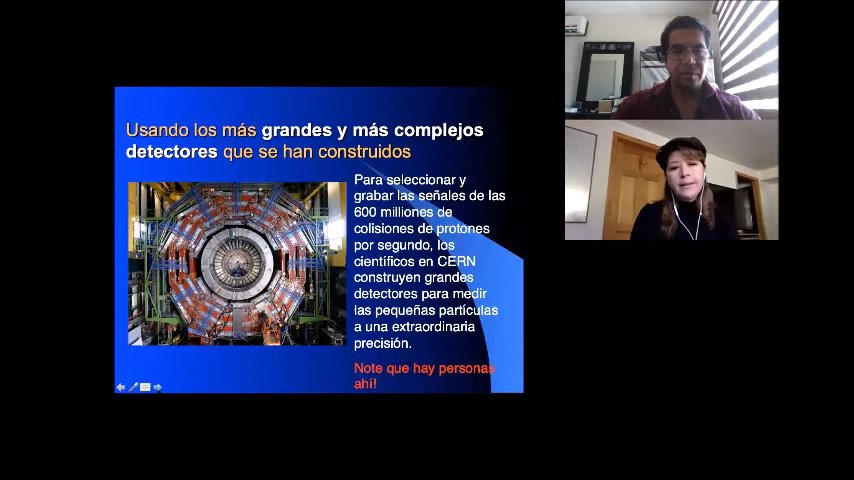 Usando los más grandes y más complejos
detectores que se han construidos
Para seleccionar y
grabar las señales de las
600 milliones de
colisiones de protones
por segundo, los
científicos en CERN
construyen grandes
detectores para medir
las pequeñas partículas
a una extraordinaria
precisión.
Note que hay personas
ahí!